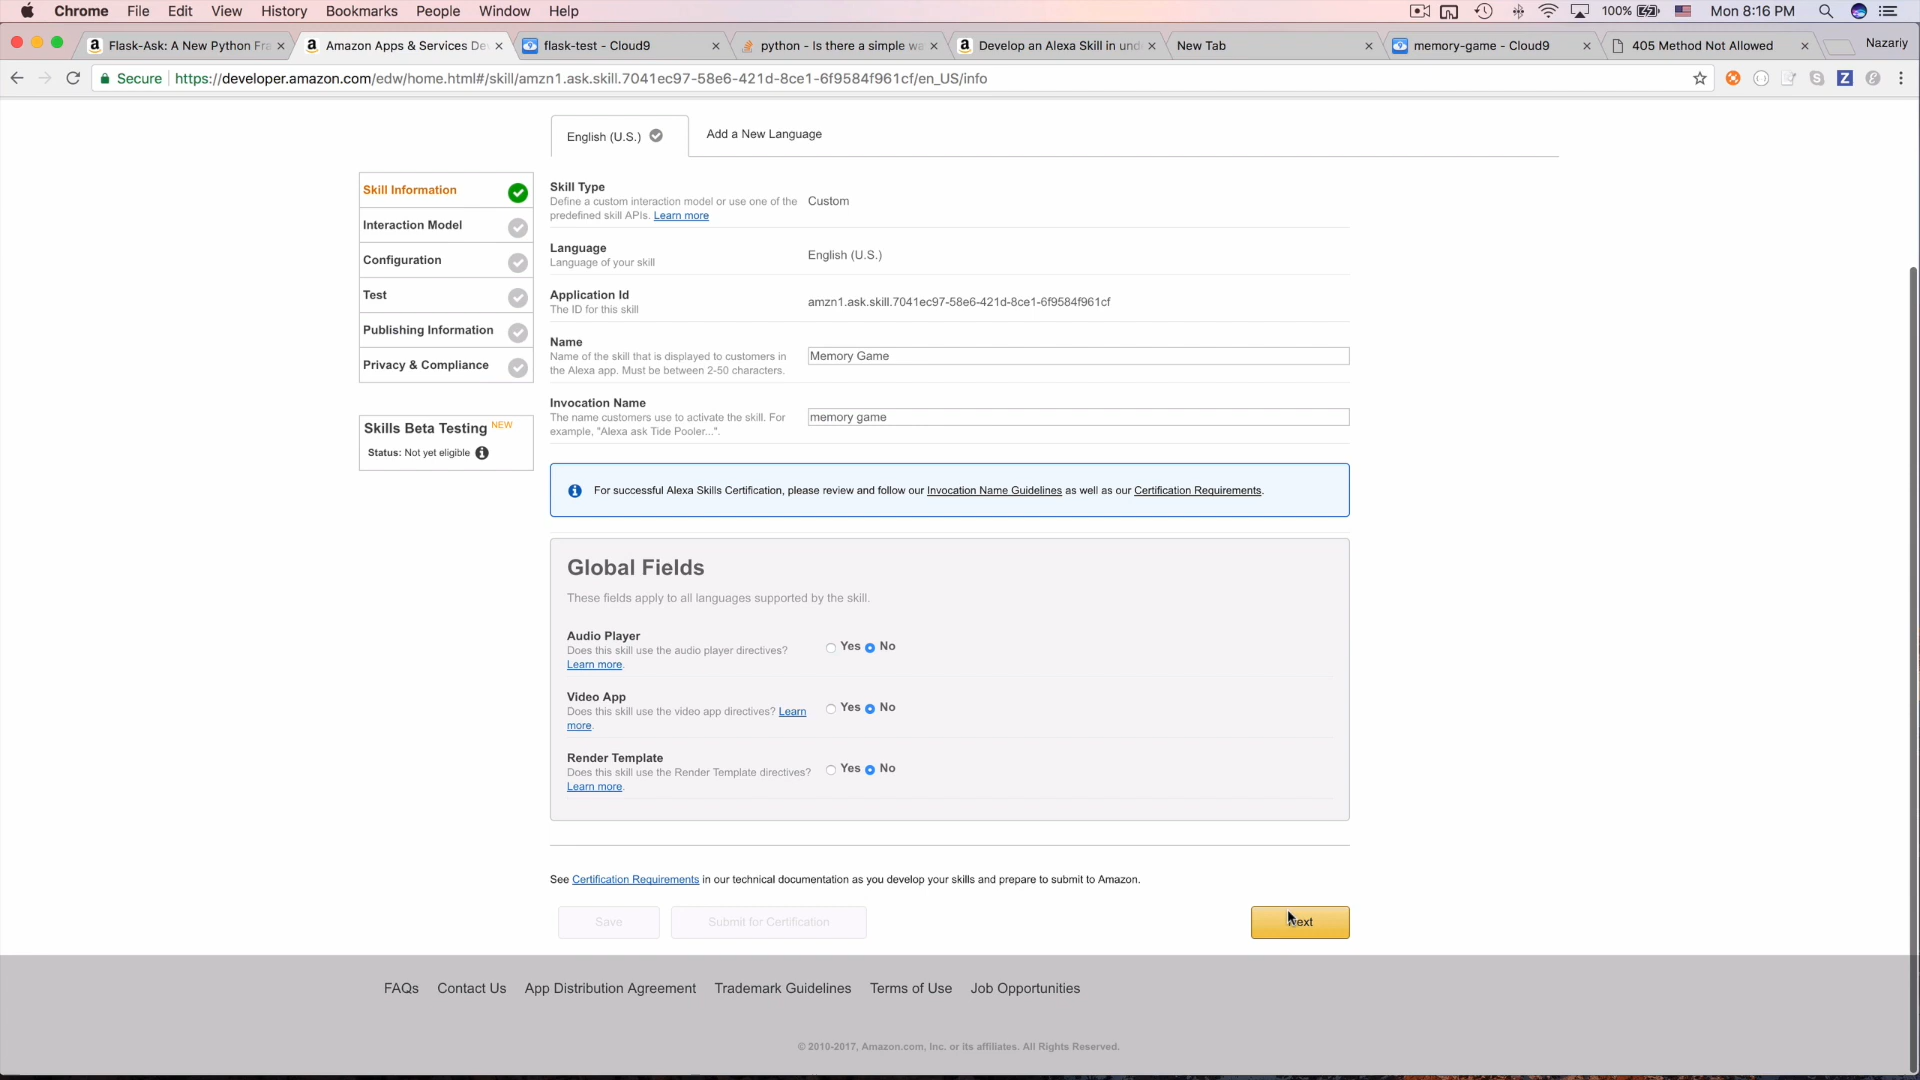 Chrome File Edit View History Bookmarks People Window Help 100% Mon 8:16 PM
Flask-Ask: A New Python Fra Amazon Apps & Services De flask-test - Cloud9 python - Is there a simple wa Develop an Alexa Skill in und New Tab memory-game - Cloud9 405 Method Not Allowed Nazariy
Secure https://developer.amazon.com/edw/home.html#/skill/amzn1.ask.skill.7041ec97-58e6-421d-8ce1-6f9584f961cf/en_US/info
English (U.S.) Add a New Language
Skill Information
Interaction Model
Configuration
Test
Publishing Information
Privacy & Compliance
Skills Beta Testing NEW
Status: Not yet eligible
Skill Type
Define a custom interaction model or use one of the
predefined skill APIs. Learn more
Custom
Language
Language of your skill
English (U.S.)
Application Id
The ID for this skill
amzn1.ask.skill.7041ec97-58e6-421d-8ce1-6f9584f961cf
Name
Name of the skill that is displayed to customers in
the Alexa app. Must be between 2-50 characters.
Memory Game
Invocation Name
The name customers use to activate the skill. For
example, "Alexa ask Tide Pooler...".
memory game
For successful Alexa Skills Certification, please review and follow our Invocation Name Guidelines as well as our Certification Requirements.
Global Fields
These fields apply to all languages supported by the skill.
Audio Player
Does this skill use the audio player directives?
Learn more.
Yes No
Video App
Does this skill use the video app directives? Learn
more.
Yes No
Render Template
Does this skill use the Render Template directives?
Learn more.
Yes No
See Certification Requirements in our technical documentation as you develop your skills and prepare to submit to Amazon.
Save Submit for Certification Next
FAQs Contact Us App Distribution Agreement Trademark Guidelines Terms of Use Job Opportunities
© 2010-2017, Amazon.com, Inc. or its affiliates. All Rights Reserved.